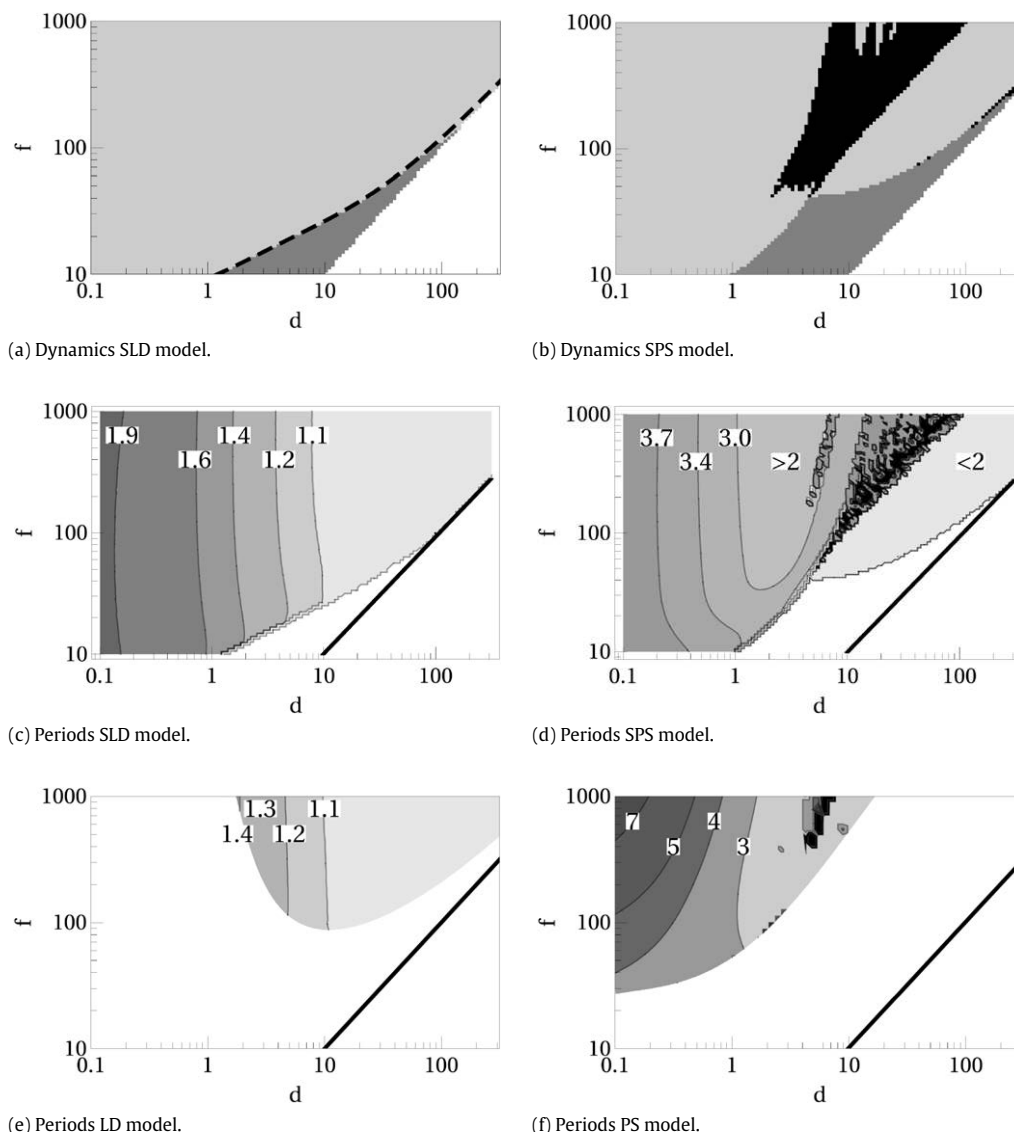 1000
100
10
f
0.1 1 10 100
d
(a) Dynamics SLD model.
1000
100
10
f
0.1 1 10 100
d
(b) Dynamics SPS model.
1000
100
10
f
1.9 1.4 1.1
1.6 1.2
0.1 1 10 100
d
(c) Periods SLD model.
1000
100
10
f
3.7 3.0
3.4 >2 <2
0.1 1 10 100
d
(d) Periods SPS model.
1000
100
10
f
1.3 1.1
1.4 1.2
0.1 1 10 100
d
(e) Periods LD model.
1000
100
10
f
7 4
5 3
0.1 1 10 100
d
(f) Periods PS model.